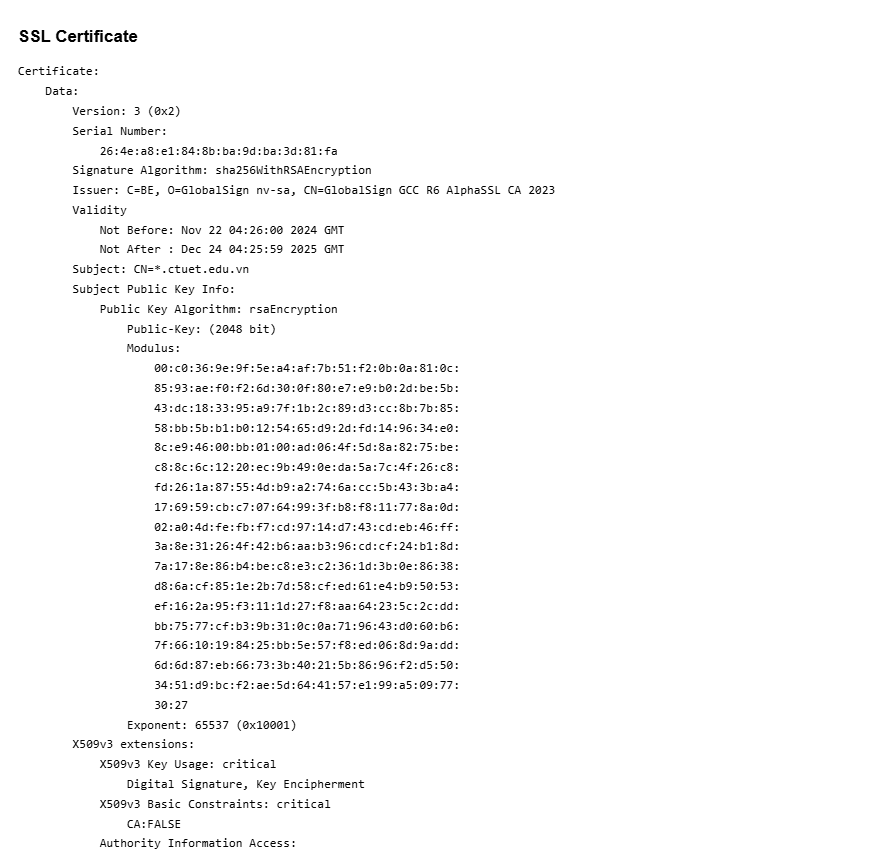 SSL Certificate
Certificate:
Data:
Version: 3 (0x2)
Serial Number:
26:4e:a8:e1:84:8b:ba:9d:ba:3d:81:fa
Signature Algorithm: sha256WithRSAEncryption
Issuer: C=BE, O=GlobalSign nv-sa, CN=GlobalSign GCC R6 AlphaSSL CA 2023
Validity
Not Before: Nov 22 04:26:00 2024 GMT
Not After : Dec 24 04:25:59 2025 GMT
Subject: CN=*.ctuet.edu.vn
Subject Public Key Info:
Public Key Algorithm: rsaEncryption
Public-Key: (2048 bit)
Modulus:
00:c0:36:9e:9f:5e:a4:af:7b:51:f2:0b:0a:81:0c:
85:93:ae:f0:f2:6d:30:0f:80:e7:e9:b0:2d:be:5b:
43:dc:18:33:95:a9:7f:1b:2c:89:d3:cc:8b:7b:85:
58:bb:5b:b1:b0:12:54:65:d9:2d:fd:14:96:34:e0:
8c:e9:46:00:bb:01:00:ad:06:4f:5d:8a:82:75:be:
c8:8c:6c:12:20:ec:9b:49:0e:da:5a:7c:4f:26:c8:
fd:26:1a:87:55:4d:b9:a2:74:6a:cc:5b:43:3b:a4:
17:69:59:cb:c7:07:64:99:3f:b8:f8:11:77:8a:0d:
02:a0:4d:fe:fb:f7:cd:97:14:d7:43:cd:eb:46:ff:
3a:8e:31:26:4f:42:b6:aa:b3:96:cd:cf:24:b1:8d:
7a:17:8e:86:b4:be:c8:e3:c2:36:1d:3b:0e:86:38:
d8:6a:cf:85:1e:2b:7d:58:cf:ed:61:e4:b9:50:53:
ef:16:2a:95:f3:11:1d:27:f8:aa:64:23:5c:2c:dd:
bb:75:77:cf:b3:9b:31:0c:0a:71:96:43:d0:60:b6:
7f:66:10:19:84:25:bb:5e:57:f8:ed:06:8d:9a:dd:
6d:6d:87:eb:66:73:3b:40:21:5b:86:96:f2:d5:50:
34:51:d9:bc:f2:ae:5d:64:41:57:e1:99:a5:09:77:
30:27
Exponent: 65537 (0x10001)
X509v3 extensions:
X509v3 Key Usage: critical
Digital Signature, Key Encipherment
X509v3 Basic Constraints: critical
CA:FALSE
Authority Information Access: